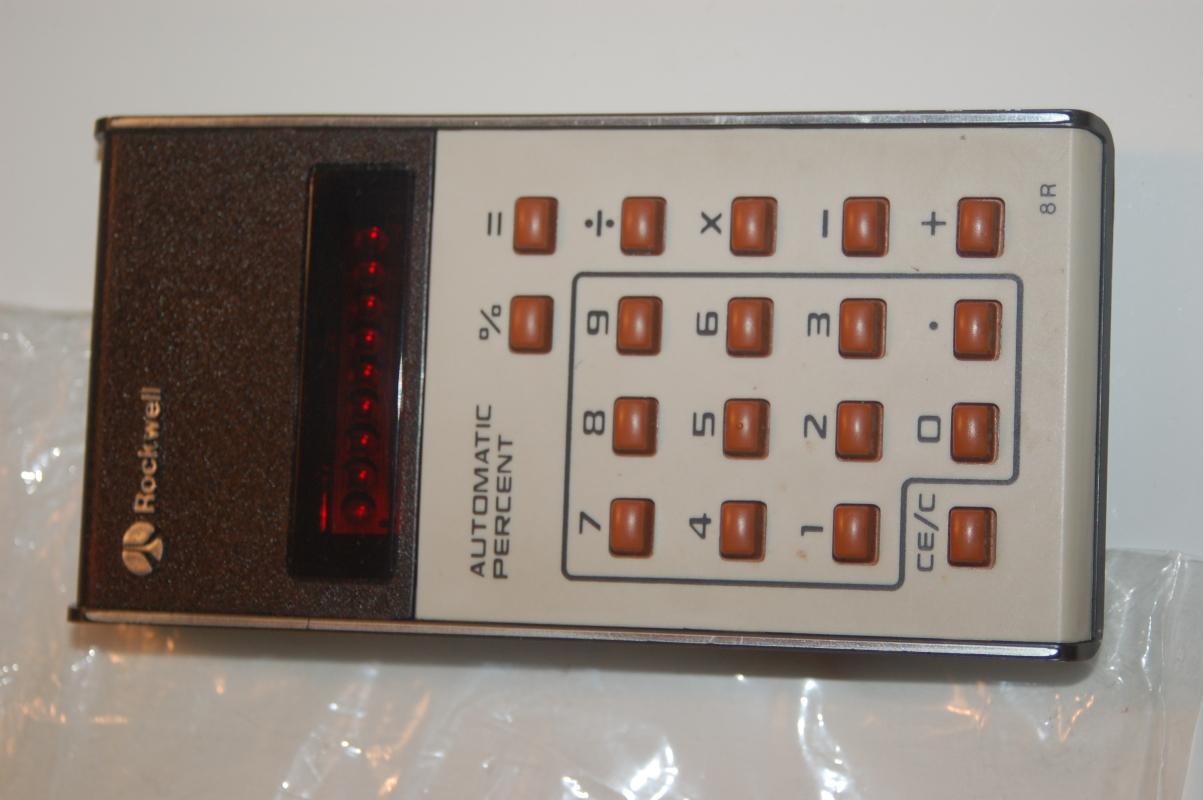 Rockwell
AUTOMATIC
PERCENT
% =
7 8 9 ÷
4 5 6 X
1 2 3 −
CE/C 0 . +
8R